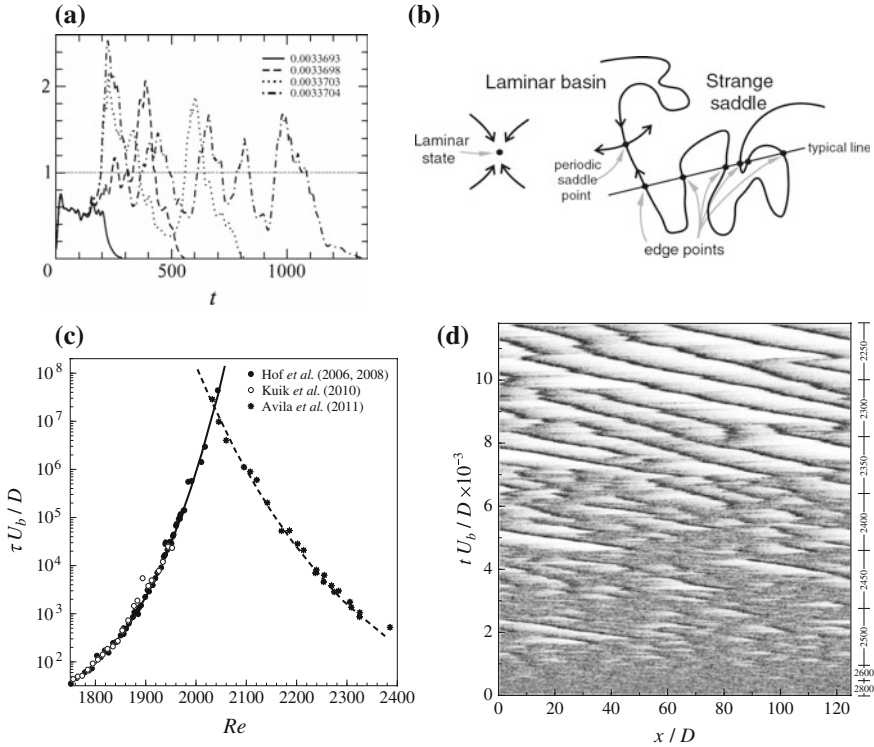 (a)
2
1
0
0
500
1000
t
0.0033693
0.0033698
0.0033703
0.0033704
(b)
Laminar basin
Strange
saddle
Laminar
state
periodic
saddle
point
typical line
edge points
(c)
10^8
10^7
10^6
10^5
10^4
10^3
10^2
τ U_b / D
1800
1900
2000
2100
2200
2300
2400
Re
Hof et al. (2006, 2008)
Kuik et al. (2010)
Avila et al. (2011)
(d)
10
8
6
4
2
0
t U_b / D ×10^-3
0
20
40
60
80
100
120
x / D
2250
2300
2350
2400
2450
2500
2600
2800